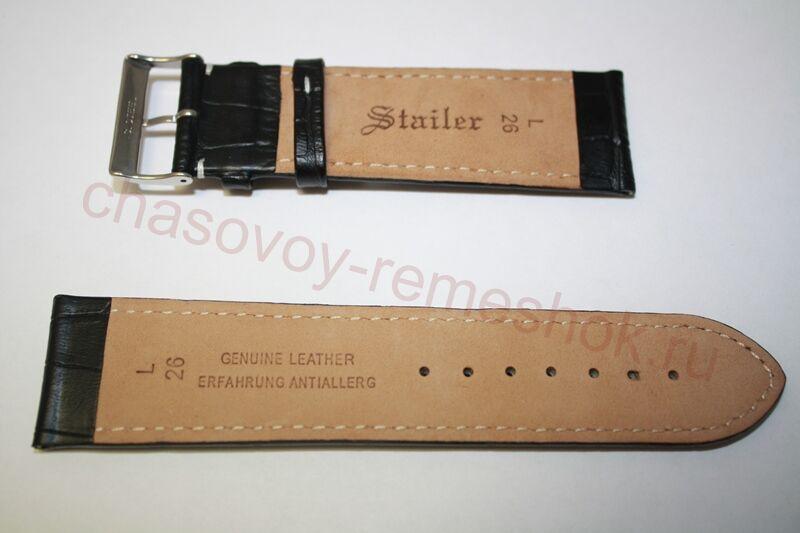 Stailer
L
26
chasovoy-remeshok.ru
L
26
GENUINE LEATHER
ERFAHRUNG ANTIALLERG